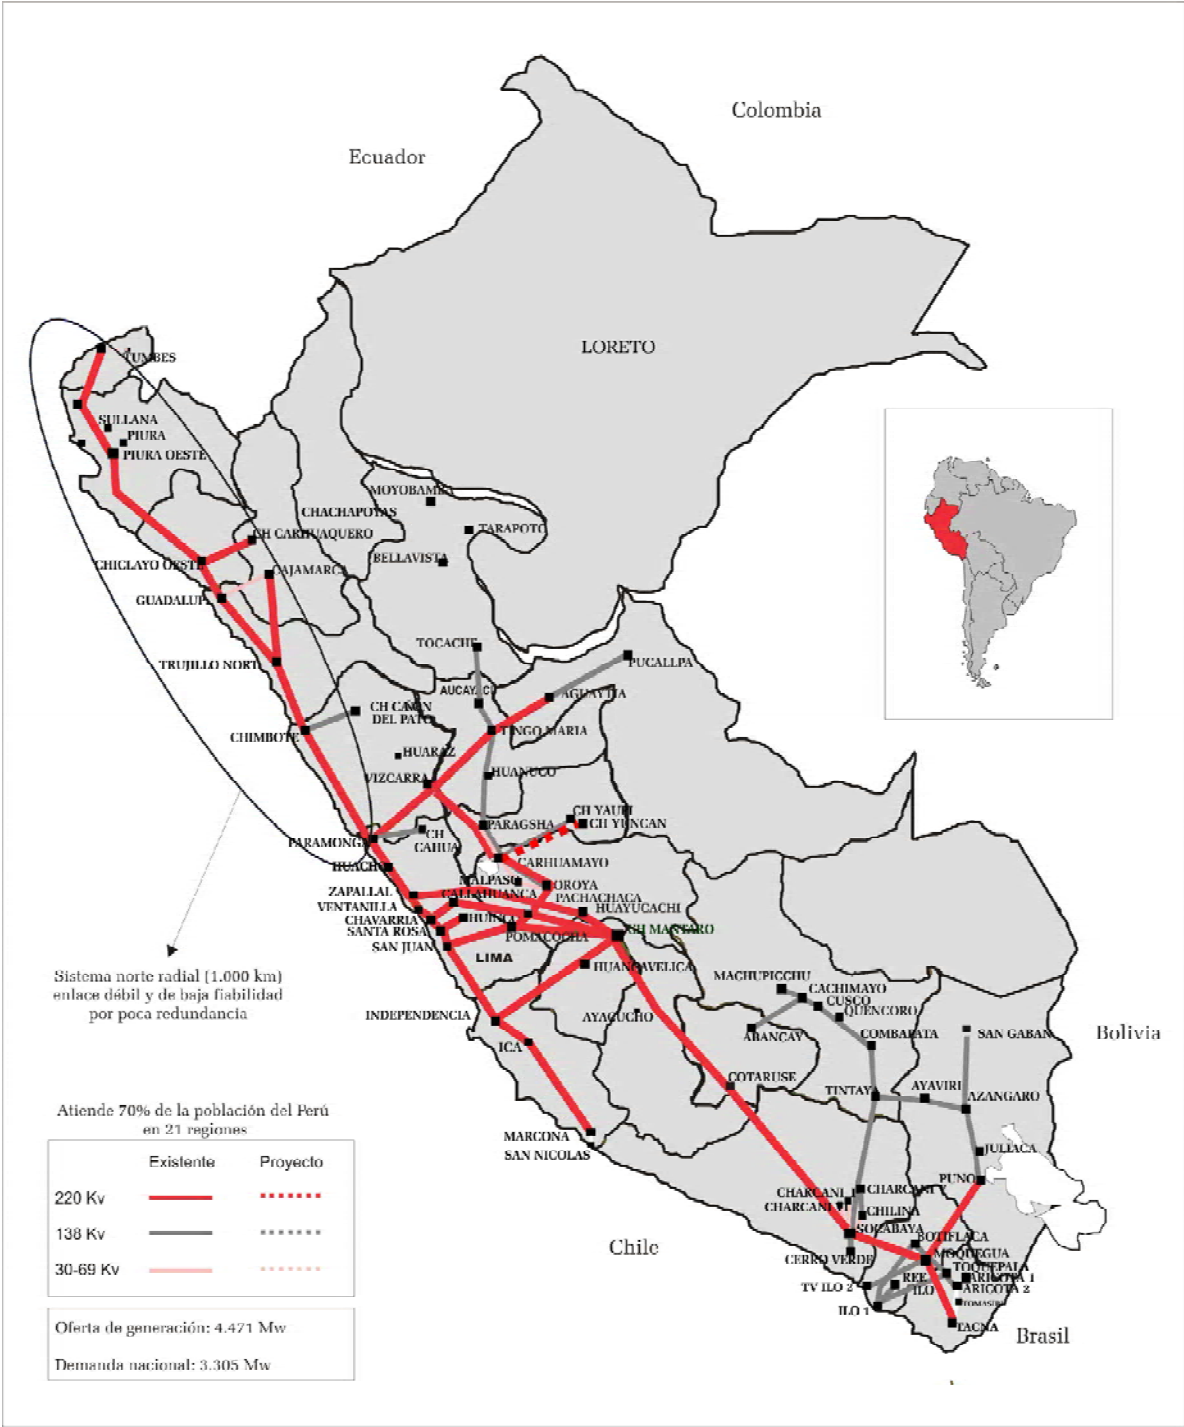 Colombia
Ecuador
LORETO
TUMBES
SULLANA
PIURA
PIURA OESTE
MOYOBAMBA
CHACHAPOYAS
TARAPOTO
CH CARHUAQUERO
BELLAVISTA
CHICLAYO OESTE
CAJAMARCA
GUADALUPE
TOCACHE
PUCALLPA
TRUJILLO NORTE
AUCAYACU
AGUAYTIA
CH CAÑON
DEL PATO
CHIMBOTE
TINGO MARIA
HUARAZ
VIZCARRA
HUANUCO
CH YAUPI
CH YUNCAN
PARAGSHA
PARAMONGA
CH
CAHUA
CARHUAMAYO
HUACHO
MALPASO
OROYA
ZAPALLAL
CALLAHUANCA
PACHACHACA
VENTANILLA
HUAYUCACHI
CHAVARRIA
HUINCO
SANTA ROSA
CH MANTARO
POMACOCHA
SAN JUAN
LIMA
HUANCAVELICA
MACHUPICCHU
CACHIMAYO
CUSCO
QUENCORO
Sistema norte radial (1.000 km)
enlace débil y de baja fiabilidad
por poca redundancia
INDEPENDENCIA
AYACUCHO
ABANCAY
COMBAPATA
SAN GABAN
Bolivia
ICA
COTARUSE
TINTAYA
AYAVIRI
AZANGARO
Atiende 70% de la población del Perú
en 21 regiones
MARCONA
SAN NICOLAS
JULIACA
PUNO
Existente
Proyecto
220 Kv
138 Kv
30-69 Kv
CHARCANI V
CHARCANI VI
CHILINA
SOCABAYA
BOTIFLACA
Chile
CERRO VERDE
MOQUEGUA
TOQUEPALA
ARICOTA 1
ARICOTA 2
TV ILO 2
REF
ILO
ILO 1
TACNA
Brasil
Oferta de generación: 4.471 Mw
Demanda nacional: 3.305 Mw